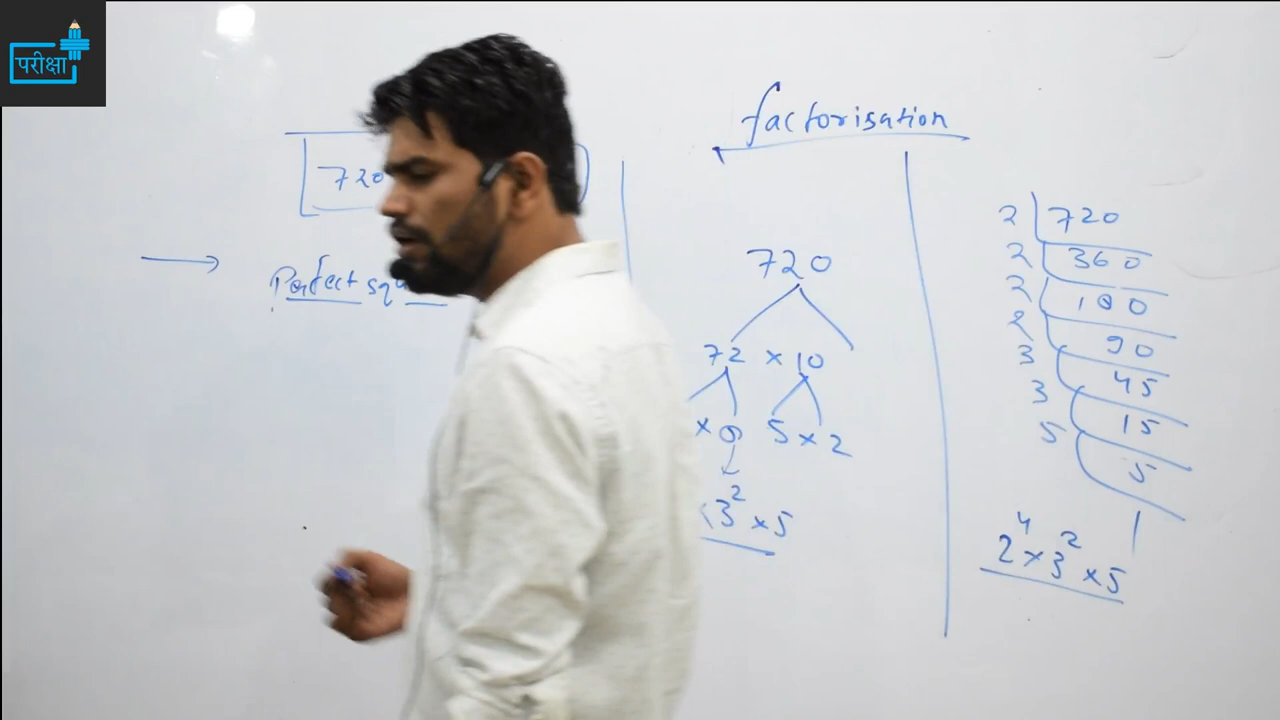 परीक्षा
factorisation
720
Perfect
720
72 × 10
× 9 5 × 2
3² × 5
2 720
2 360
2 180
2 90
3 45
3 15
5 5
1
2⁴ × 3² × 5